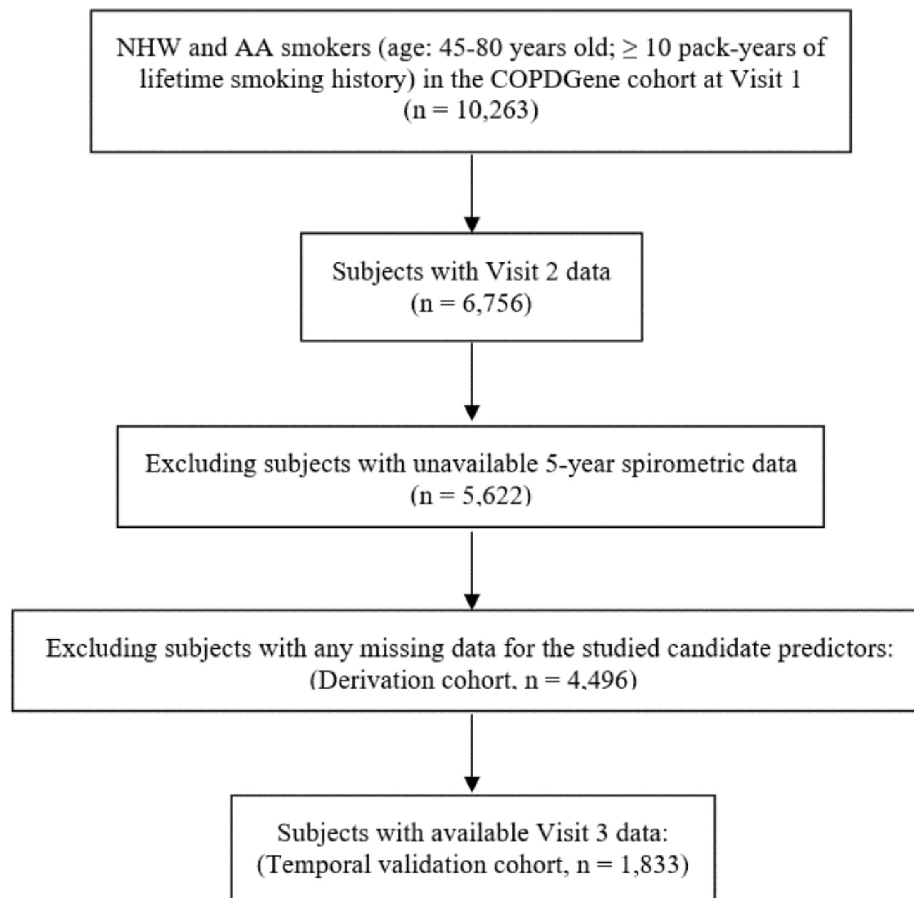 NHW and AA smokers (age: 45-80 years old; ≥ 10 pack-years of
lifetime smoking history) in the COPDGene cohort at Visit 1
(n = 10,263)
Subjects with Visit 2 data
(n = 6,756)
Excluding subjects with unavailable 5-year spirometric data
(n = 5,622)
Excluding subjects with any missing data for the studied candidate predictors:
(Derivation cohort, n = 4,496)
Subjects with available Visit 3 data:
(Temporal validation cohort, n = 1,833)